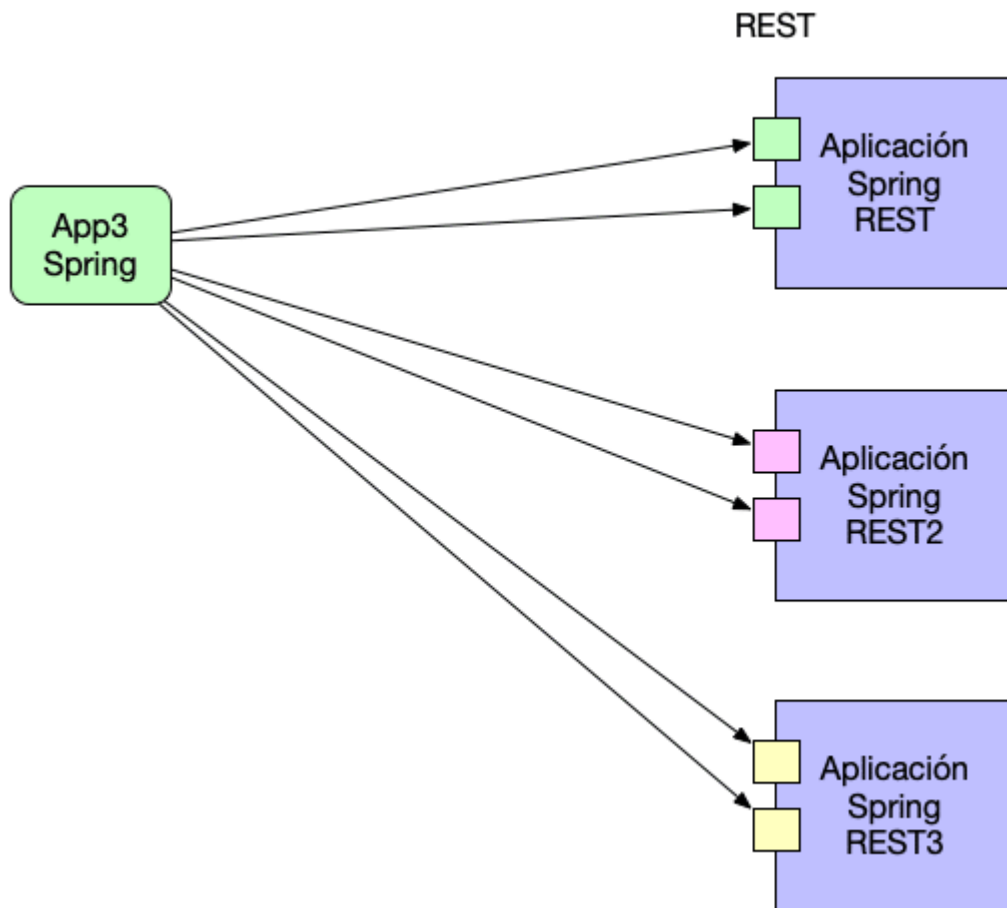 REST
Aplicación
Spring
REST
App3
Spring
Aplicación
Spring
REST2
Aplicación
Spring
REST3